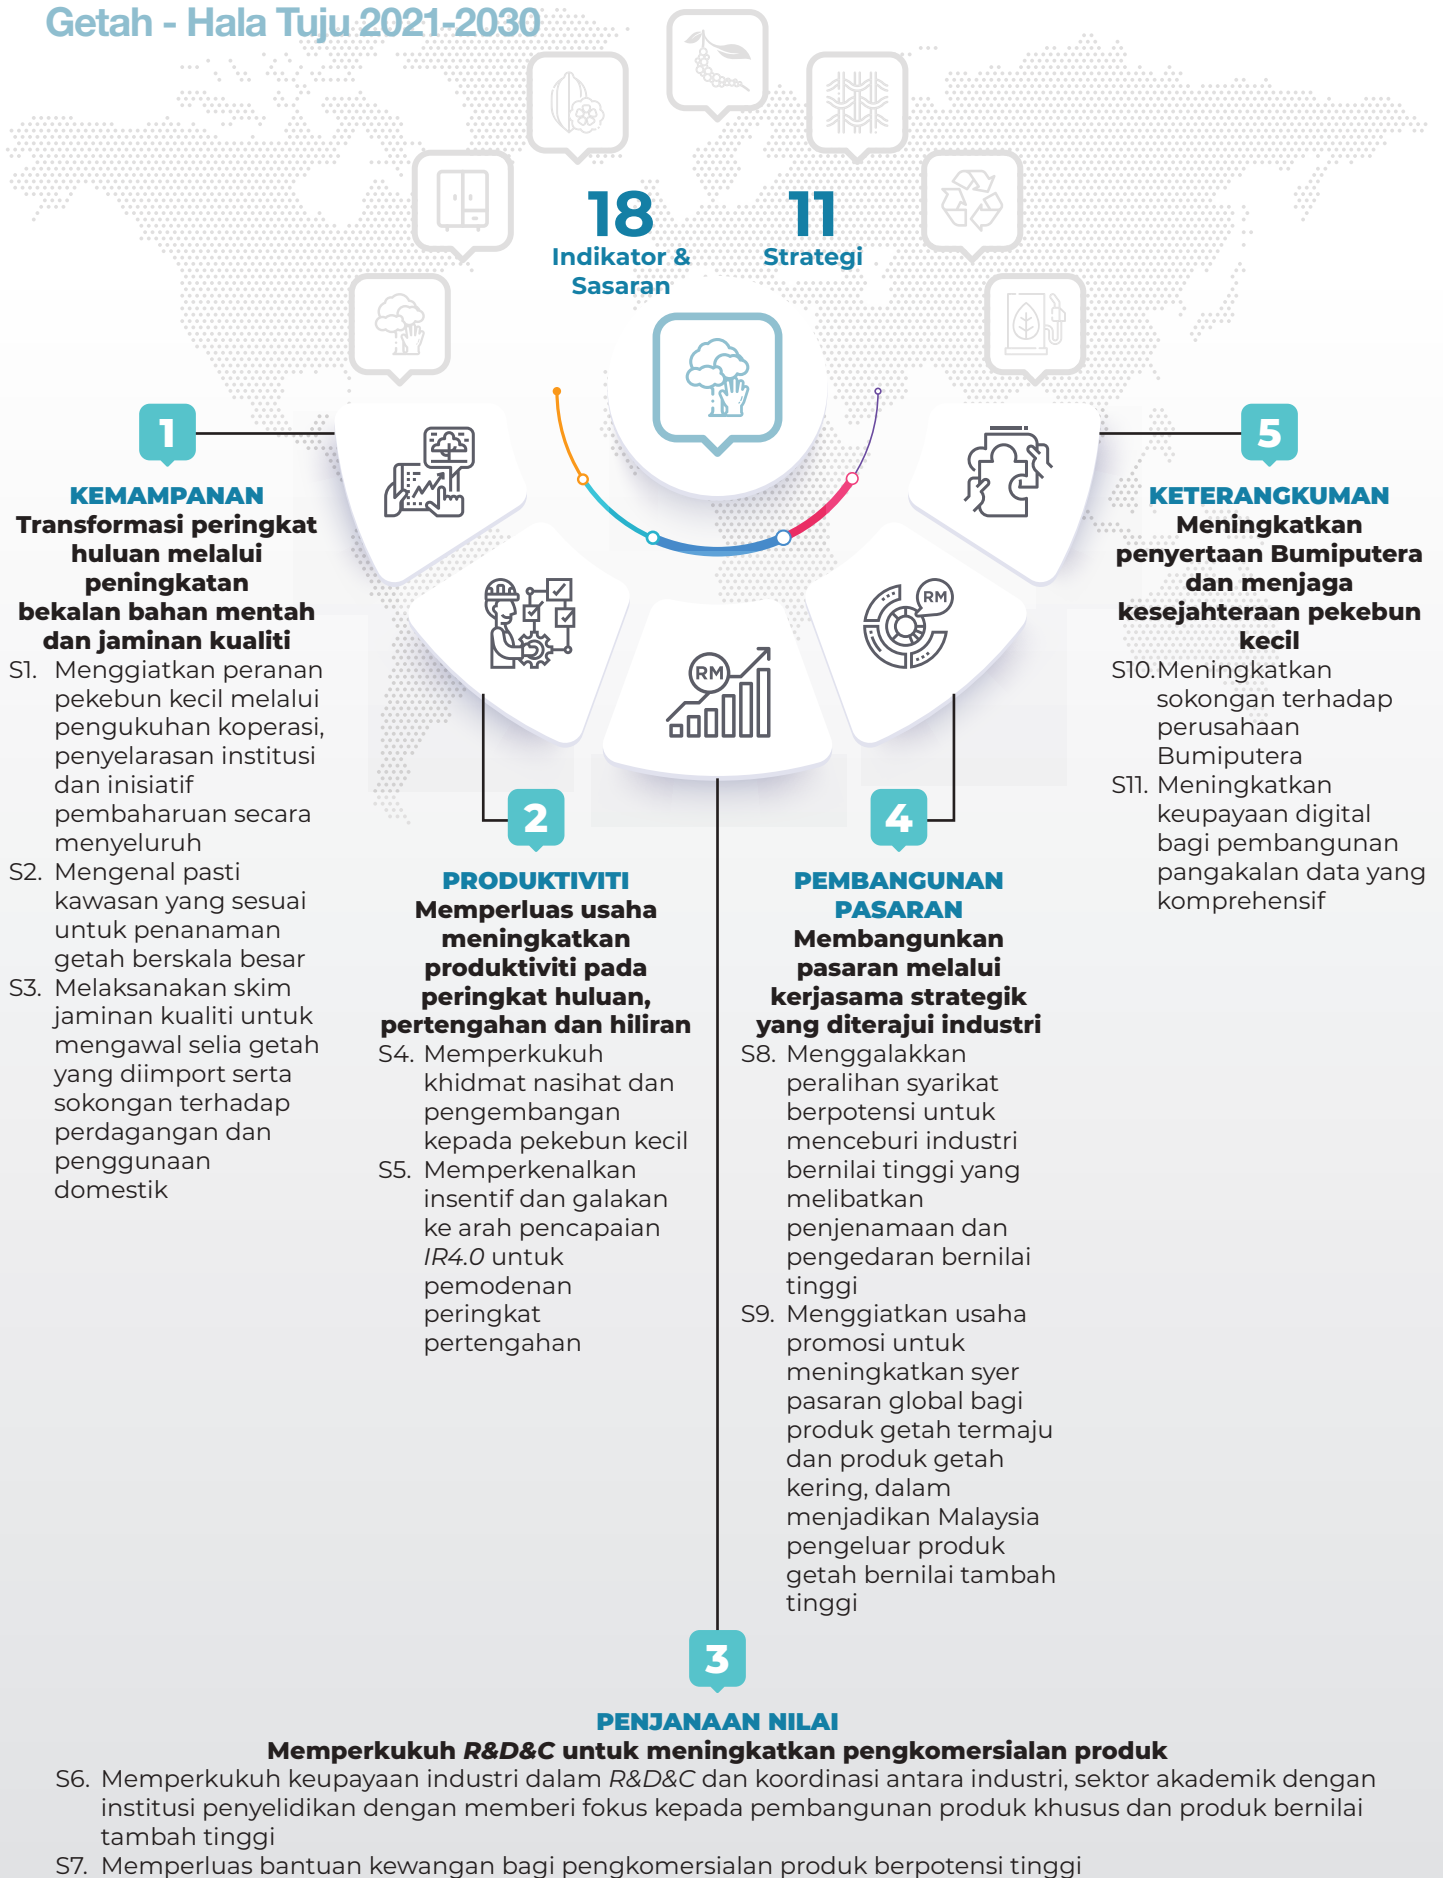 Getah - Hala Tuju 2021-2030
18
Indikator &
Sasaran
11
Strategi
1
KEMAMPANAN
Transformasi peringkat
huluan melalui
peningkatan
bekalan bahan mentah
dan jaminan kualiti
S1. Menggiatkan peranan
pekebun kecil melalui
pengukuhan koperasi,
penyelarasan institusi
dan inisiatif
pembaharuan secara
menyeluruh
S2. Mengenal pasti
kawasan yang sesuai
untuk penanaman
getah berskala besar
S3. Melaksanakan skim
jaminan kualiti untuk
mengawal selia getah
yang diimport serta
sokongan terhadap
perdagangan dan
penggunaan
domestik
2
PRODUKTIVITI
Memperluas usaha
meningkatkan
produktiviti pada
peringkat huluan,
pertengahan dan hiliran
S4. Memperkukuh
khidmat nasihat dan
pengembangan
kepada pekebun kecil
S5. Memperkenalkan
insentif dan galakan
ke arah pencapaian
IR4.0 untuk
pemodenan
peringkat
pertengahan
RM
RM
4
PEMBANGUNAN
PASARAN
Membangunkan
pasaran melalui
kerjasama strategik
yang diterajui industri
S8. Menggalakkan
peralihan syarikat
berpotensi untuk
menceburi industri
bernilai tinggi yang
melibatkan
penjenamaan dan
pengedaran bernilai
tinggi
S9. Menggiatkan usaha
promosi untuk
meningkatkan syer
pasaran global bagi
produk getah termaju
dan produk getah
kering, dalam
menjadikan Malaysia
pengeluar produk
getah bernilai tambah
tinggi
5
KETERANGKUMAN
Meningkatkan
penyertaan Bumiputera
dan menjaga
kesejahteraan pekebun
kecil
S10.Meningkatkan
sokongan terhadap
perusahaan
Bumiputera
S11. Meningkatkan
keupayaan digital
bagi pembangunan
pangakalan data yang
komprehensif
3
PENJANAAN NILAI
Memperkukuh R&D&C untuk meningkatkan pengkomersialan produk
S6. Memperkukuh keupayaan industri dalam R&D&C dan koordinasi antara industri, sektor akademik dengan
institusi penyelidikan dengan memberi fokus kepada pembangunan produk khusus dan produk bernilai
tambah tinggi
S7. Memperluas bantuan kewangan bagi pengkomersialan produk berpotensi tinggi